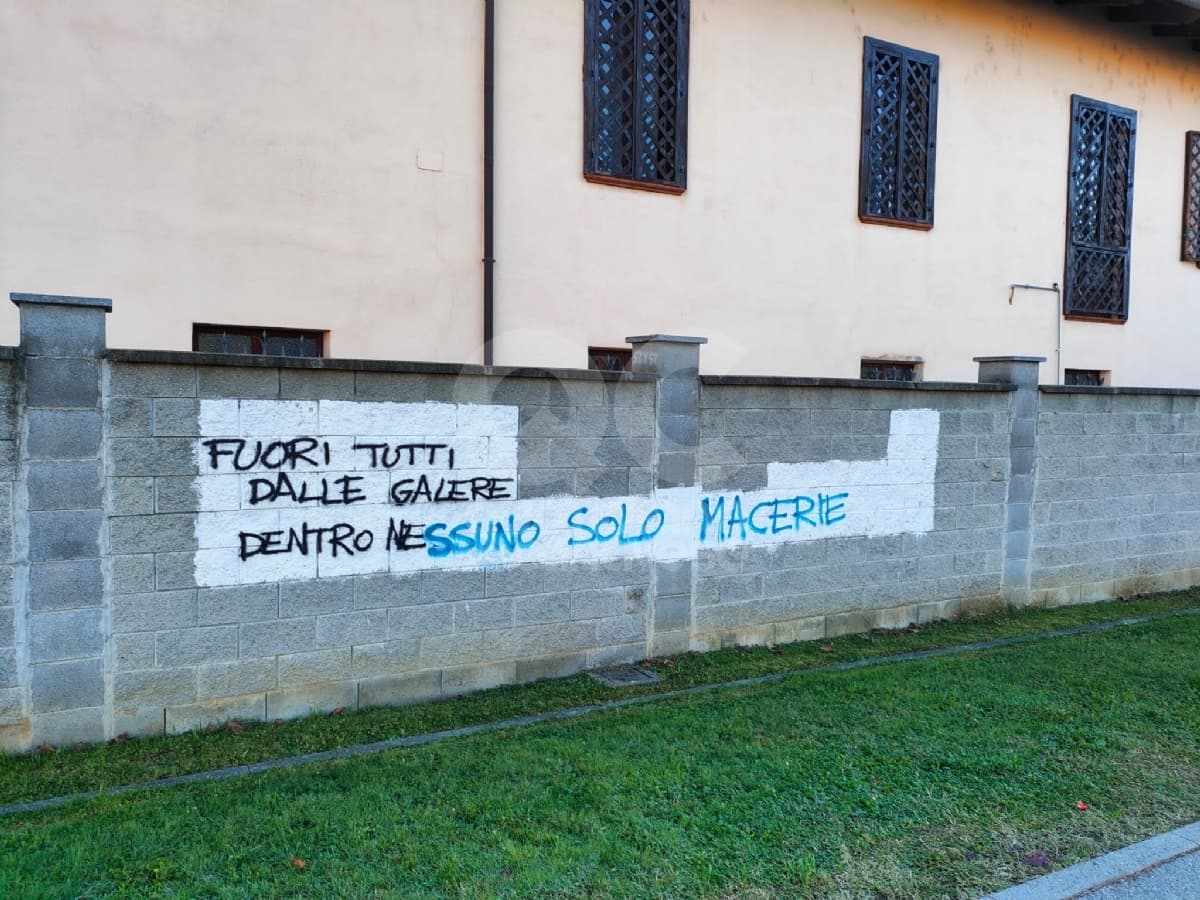 FUORI TUTTI
DALLE GALERE
DENTRO NESSUNO SOLO MACERIE